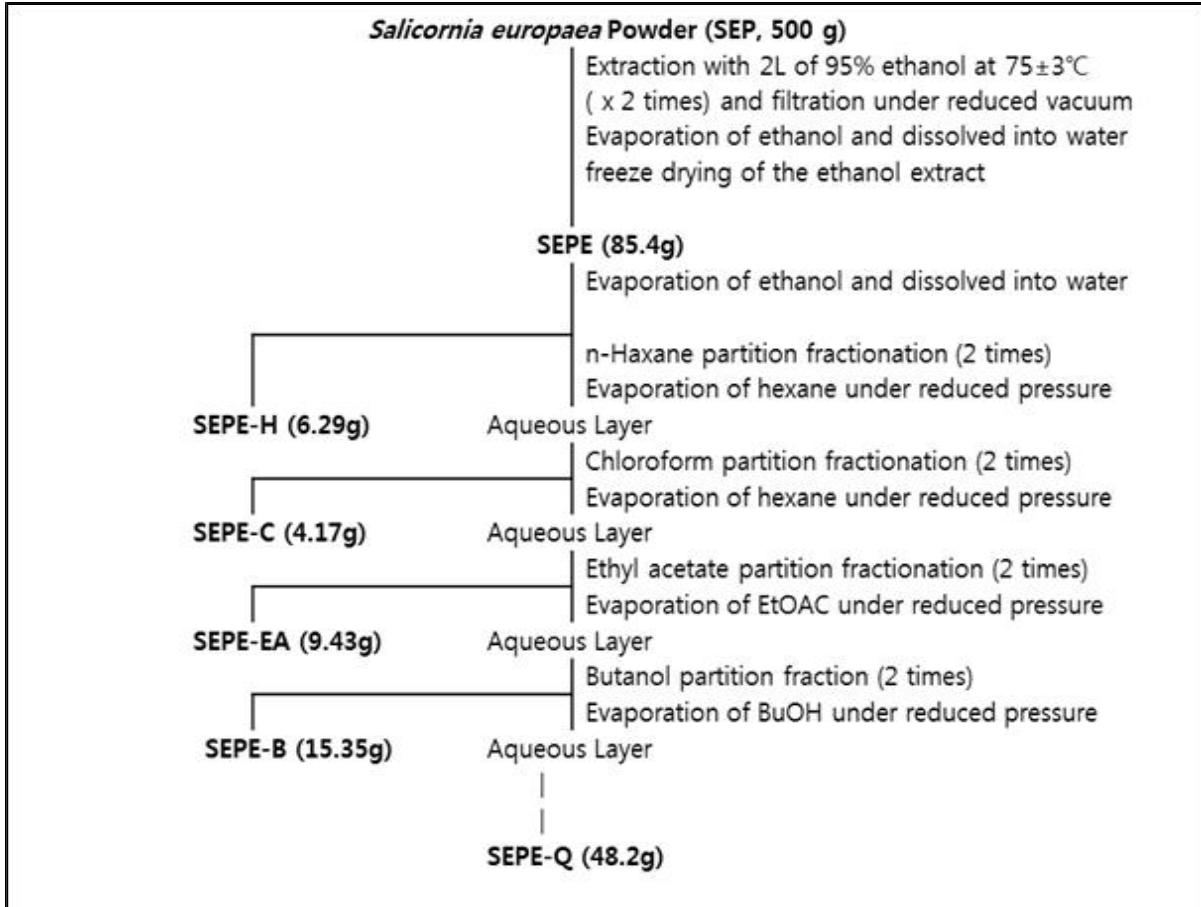 Salicornia europaea Powder (SEP, 500 g)
Extraction with 2L of 95% ethanol at 75±3℃
( x 2 times) and filtration under reduced vacuum
Evaporation of ethanol and dissolved into water
freeze drying of the ethanol extract
SEPE (85.4g)
Evaporation of ethanol and dissolved into water
n-Haxane partition fractionation (2 times)
Evaporation of hexane under reduced pressure
SEPE-H (6.29g) Aqueous Layer
Chloroform partition fractionation (2 times)
Evaporation of hexane under reduced pressure
SEPE-C (4.17g) Aqueous Layer
Ethyl acetate partition fractionation (2 times)
Evaporation of EtOAC under reduced pressure
SEPE-EA (9.43g) Aqueous Layer
Butanol partition fraction (2 times)
Evaporation of BuOH under reduced pressure
SEPE-B (15.35g) Aqueous Layer
SEPE-Q (48.2g)